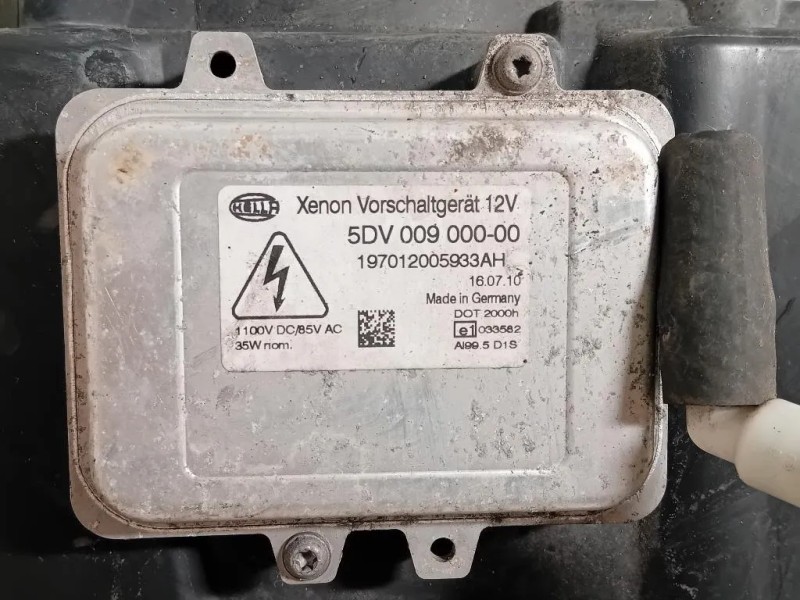 HELLA
Xenon Vorschaltgerät 12V
5DV 009 000-00
197012005933AH
16.07.10
Made in Germany
DOT 2000h
1100V DC/85V AC
e1 033582
35W nom.
Al99.5 D1S